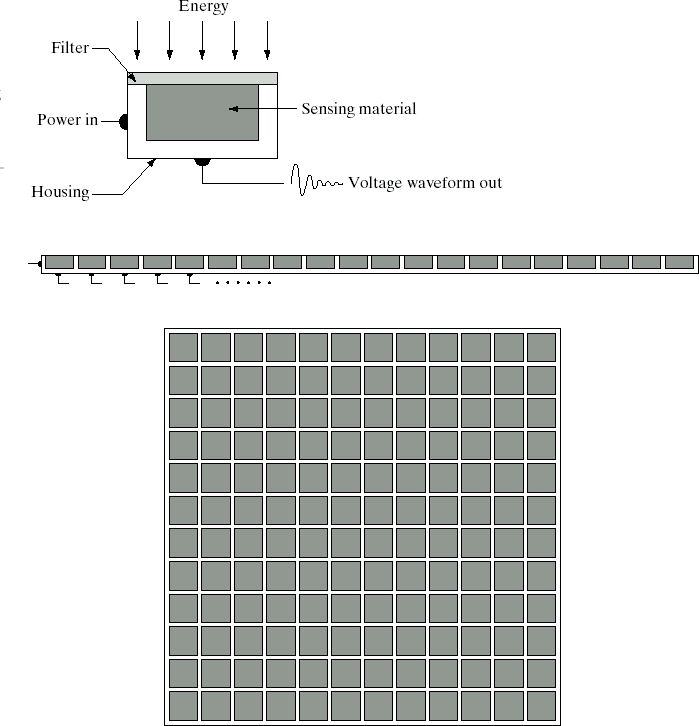 Energy
Filter
Sensing material
Power in
Housing
Voltage waveform out